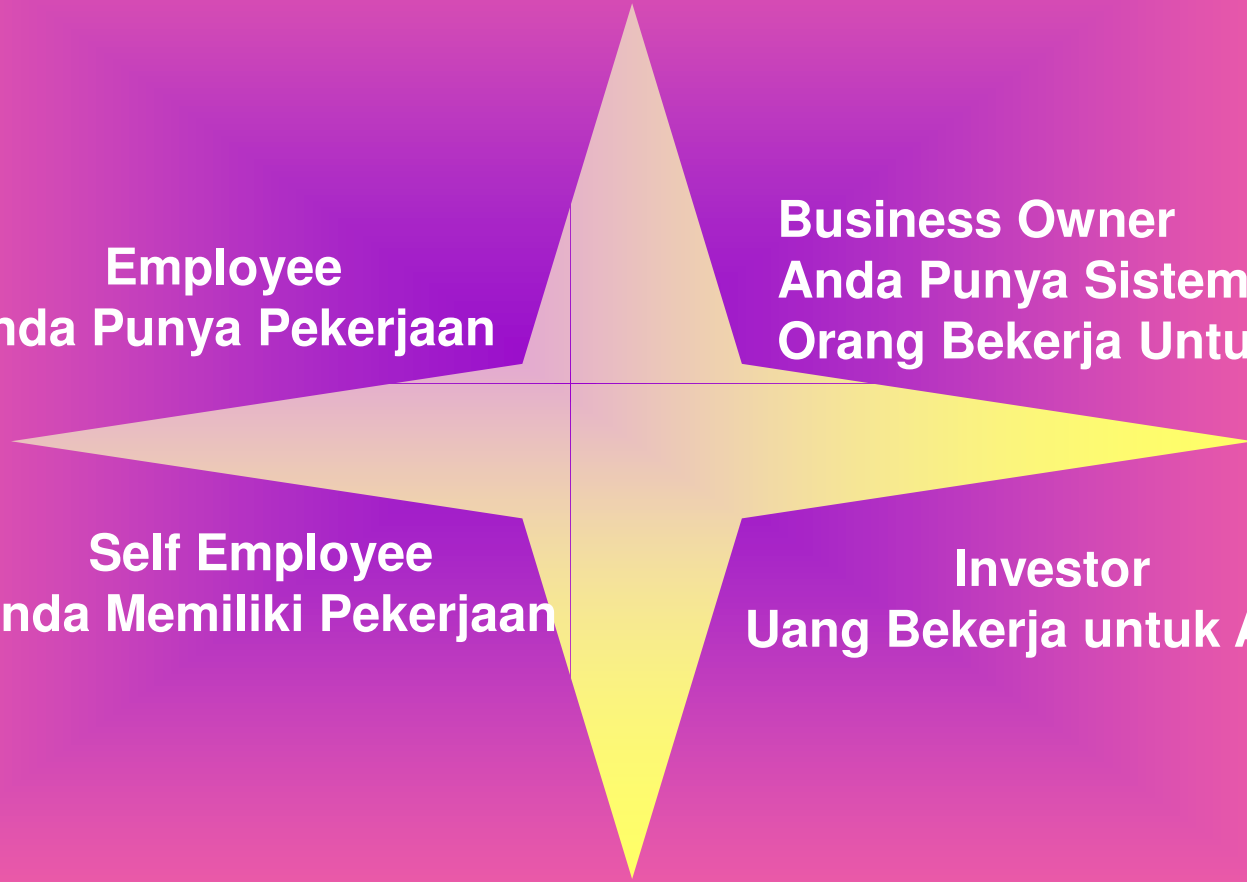 Employee
nda Punya Pekerjaan
Business Owner
Anda Punya Sistem
Orang Bekerja Untu
Self Employee
nda Memiliki Pekerjaan
Investor
Uang Bekerja untuk A